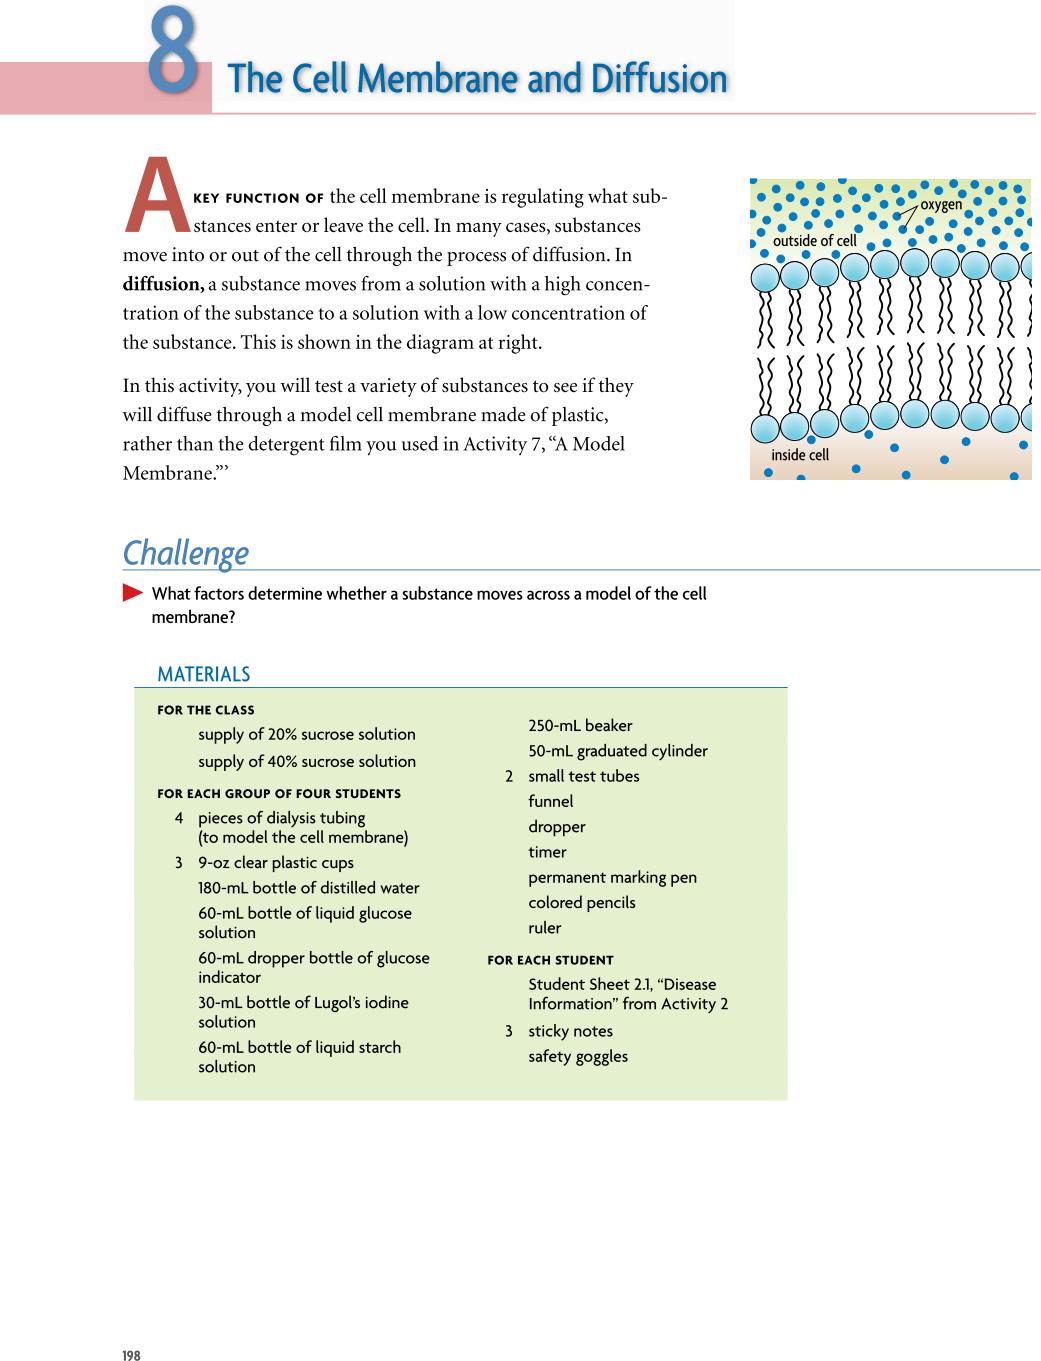 8
The Cell Membrane and Diffusion
A KEY FUNCTION OF the cell membrane is regulating what sub-
stances enter or leave the cell. In many cases, substances
move into or out of the cell through the process of diffusion. In
diffusion, a substance moves from a solution with a high concen-
tration of the substance to a solution with a low concentration of
the substance. This is shown in the diagram at right.
In this activity, you will test a variety of substances to see if they
will diffuse through a model cell membrane made of plastic,
rather than the detergent film you used in Activity 7, “A Model
Membrane.”’
oxygen
outside of cell
inside cell
Challenge
What factors determine whether a substance moves across a model of the cell
membrane?
MATERIALS
FOR THE CLASS
supply of 20% sucrose solution
supply of 40% sucrose solution
FOR EACH GROUP OF FOUR STUDENTS
4 pieces of dialysis tubing
(to model the cell membrane)
3 9-oz clear plastic cups
180-mL bottle of distilled water
60-mL bottle of liquid glucose
solution
60-mL dropper bottle of glucose
indicator
30-mL bottle of Lugol’s iodine
solution
60-mL bottle of liquid starch
solution
250-mL beaker
50-mL graduated cylinder
2 small test tubes
funnel
dropper
timer
permanent marking pen
colored pencils
ruler
FOR EACH STUDENT
Student Sheet 2.1, “Disease
Information” from Activity 2
3 sticky notes
safety goggles
198